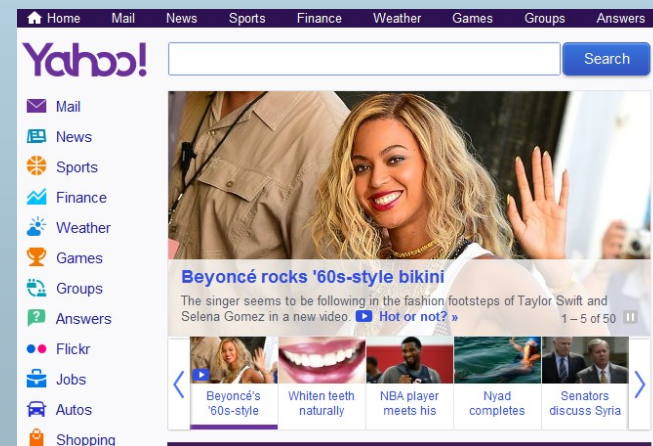 Home Mail News Sports Finance Weather Games Groups Answers
Yahoo!
Search
Mail
News
Sports
Finance
Weather
Games
Groups
Answers
Flickr
Jobs
Autos
Shopping
Beyoncé rocks '60s-style bikini
The singer seems to be following in the fashion footsteps of Taylor Swift and
Selena Gomez in a new video. Hot or not? »
1 – 5 of 50
Beyoncé's
'60s-style
Whiten teeth
naturally
NBA player
meets his
Nyad
completes
Senators
discuss Syria